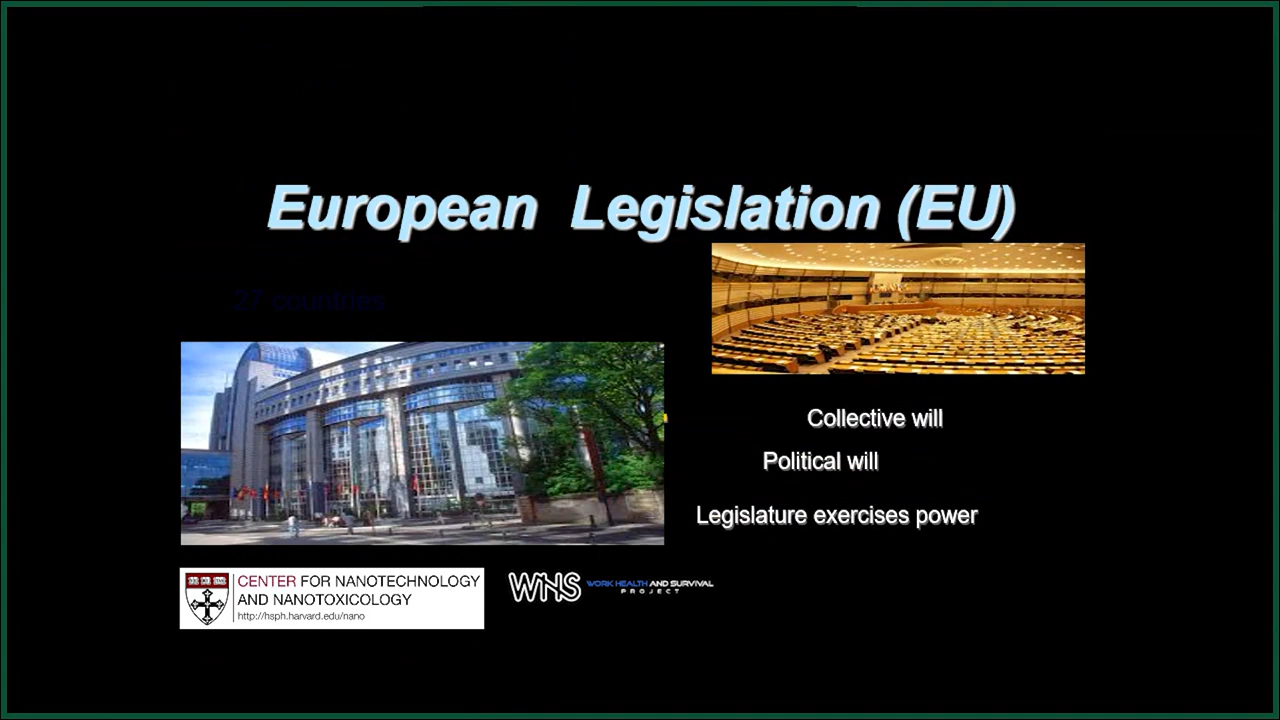 European Legislation (EU)
27 countries
Collective will
Political will
Legislature exercises power
CENTER FOR NANOTECHNOLOGY
AND NANOTOXICOLOGY
http://hsph.harvard.edu/nano
WHS WORK HEALTH AND SURVIVAL
PROJECT